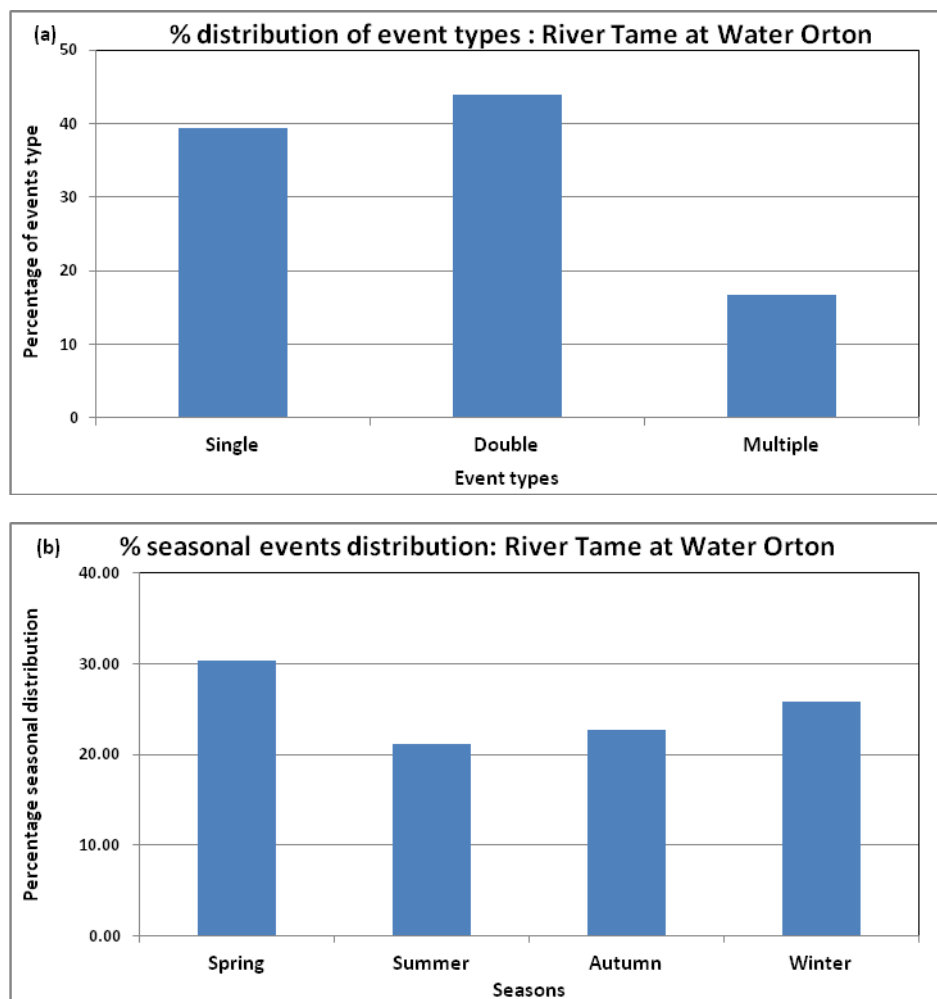 (a) % distribution of event types : River Tame at Water Orton
Percentage of events type
50
40
30
20
10
0
Single Double Multiple
Event types
(b) % seasonal events distribution: River Tame at Water Orton
Percentage seasonal distribution
40.00
30.00
20.00
10.00
0.00
Spring Summer Autumn Winter
Seasons